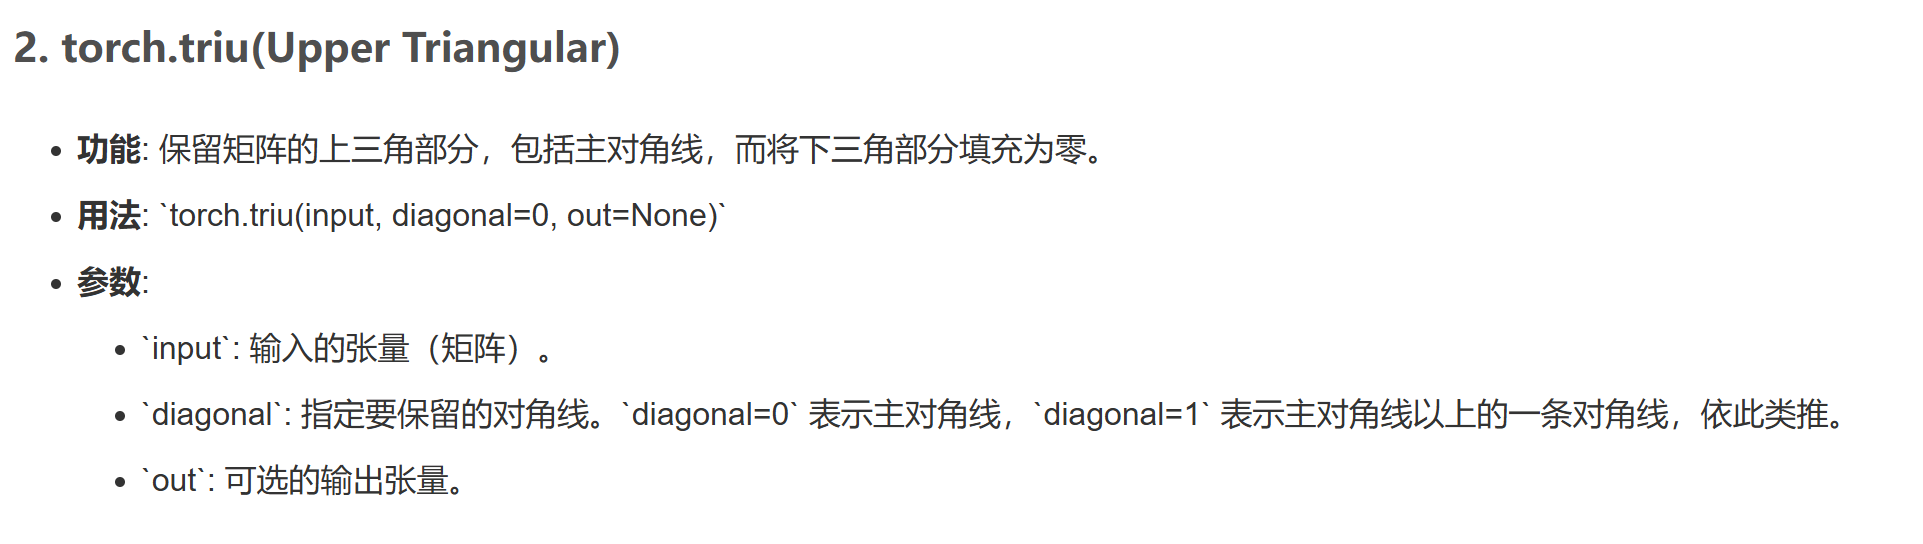 2. torch.triu(Upper Triangular)
功能: 保留矩阵的上三角部分，包括主对角线，而将下三角部分填充为零。
用法: `torch.triu(input, diagonal=0, out=None)`
参数:
`input`: 输入的张量（矩阵）。
`diagonal`: 指定要保留的对角线。`diagonal=0` 表示主对角线，`diagonal=1` 表示主对角线以上的一条对角线，依此类推。
`out`: 可选的输出张量。